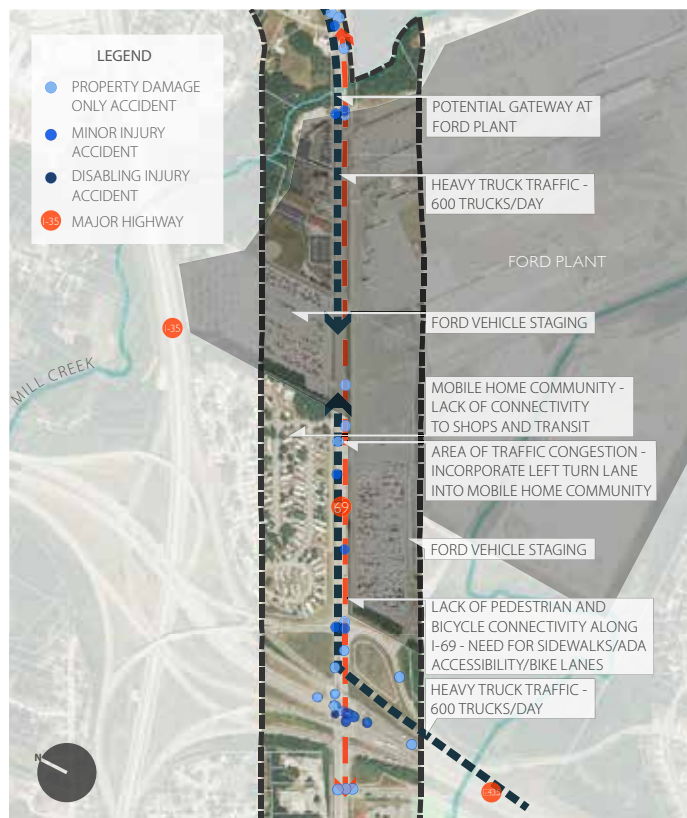 LEGEND
PROPERTY DAMAGE
ONLY ACCIDENT
MINOR INJURY
ACCIDENT
DISABLING INJURY
ACCIDENT
I-35
MAJOR HIGHWAY
POTENTIAL GATEWAY AT
FORD PLANT
HEAVY TRUCK TRAFFIC -
600 TRUCKS/DAY
FORD PLANT
I-35
FORD VEHICLE STAGING
MILL CREEK
MOBILE HOME COMMUNITY -
LACK OF CONNECTIVITY
TO SHOPS AND TRANSIT
AREA OF TRAFFIC CONGESTION -
INCORPORATE LEFT TURN LANE
INTO MOBILE HOME COMMUNITY
69
FORD VEHICLE STAGING
LACK OF PEDESTRIAN AND
BICYCLE CONNECTIVITY ALONG
I-69 - NEED FOR SIDEWALKS/ADA
ACCESSIBILITY/BIKE LANES
HEAVY TRUCK TRAFFIC -
600 TRUCKS/DAY
N